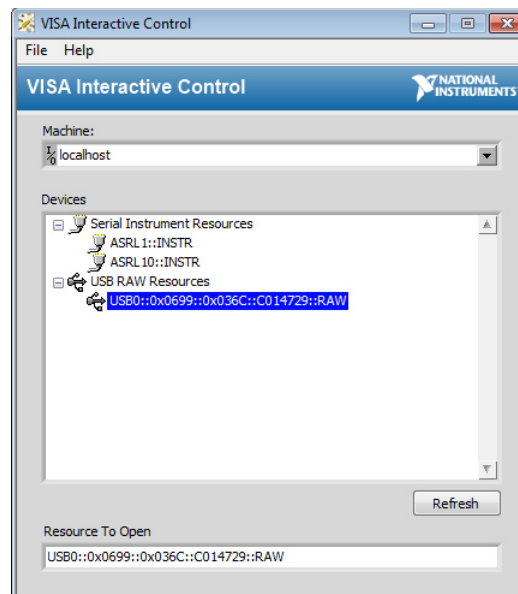 VISA Interactive Control
File Help
VISA Interactive Control
NATIONAL
INSTRUMENTS
Machine:
I/O localhost
Devices
Serial Instrument Resources
ASRL1::INSTR
ASRL10::INSTR
USB RAW Resources
USB0::0x0699::0x036C::C014729::RAW
Refresh
Resource To Open
USB0::0x0699::0x036C::C014729::RAW